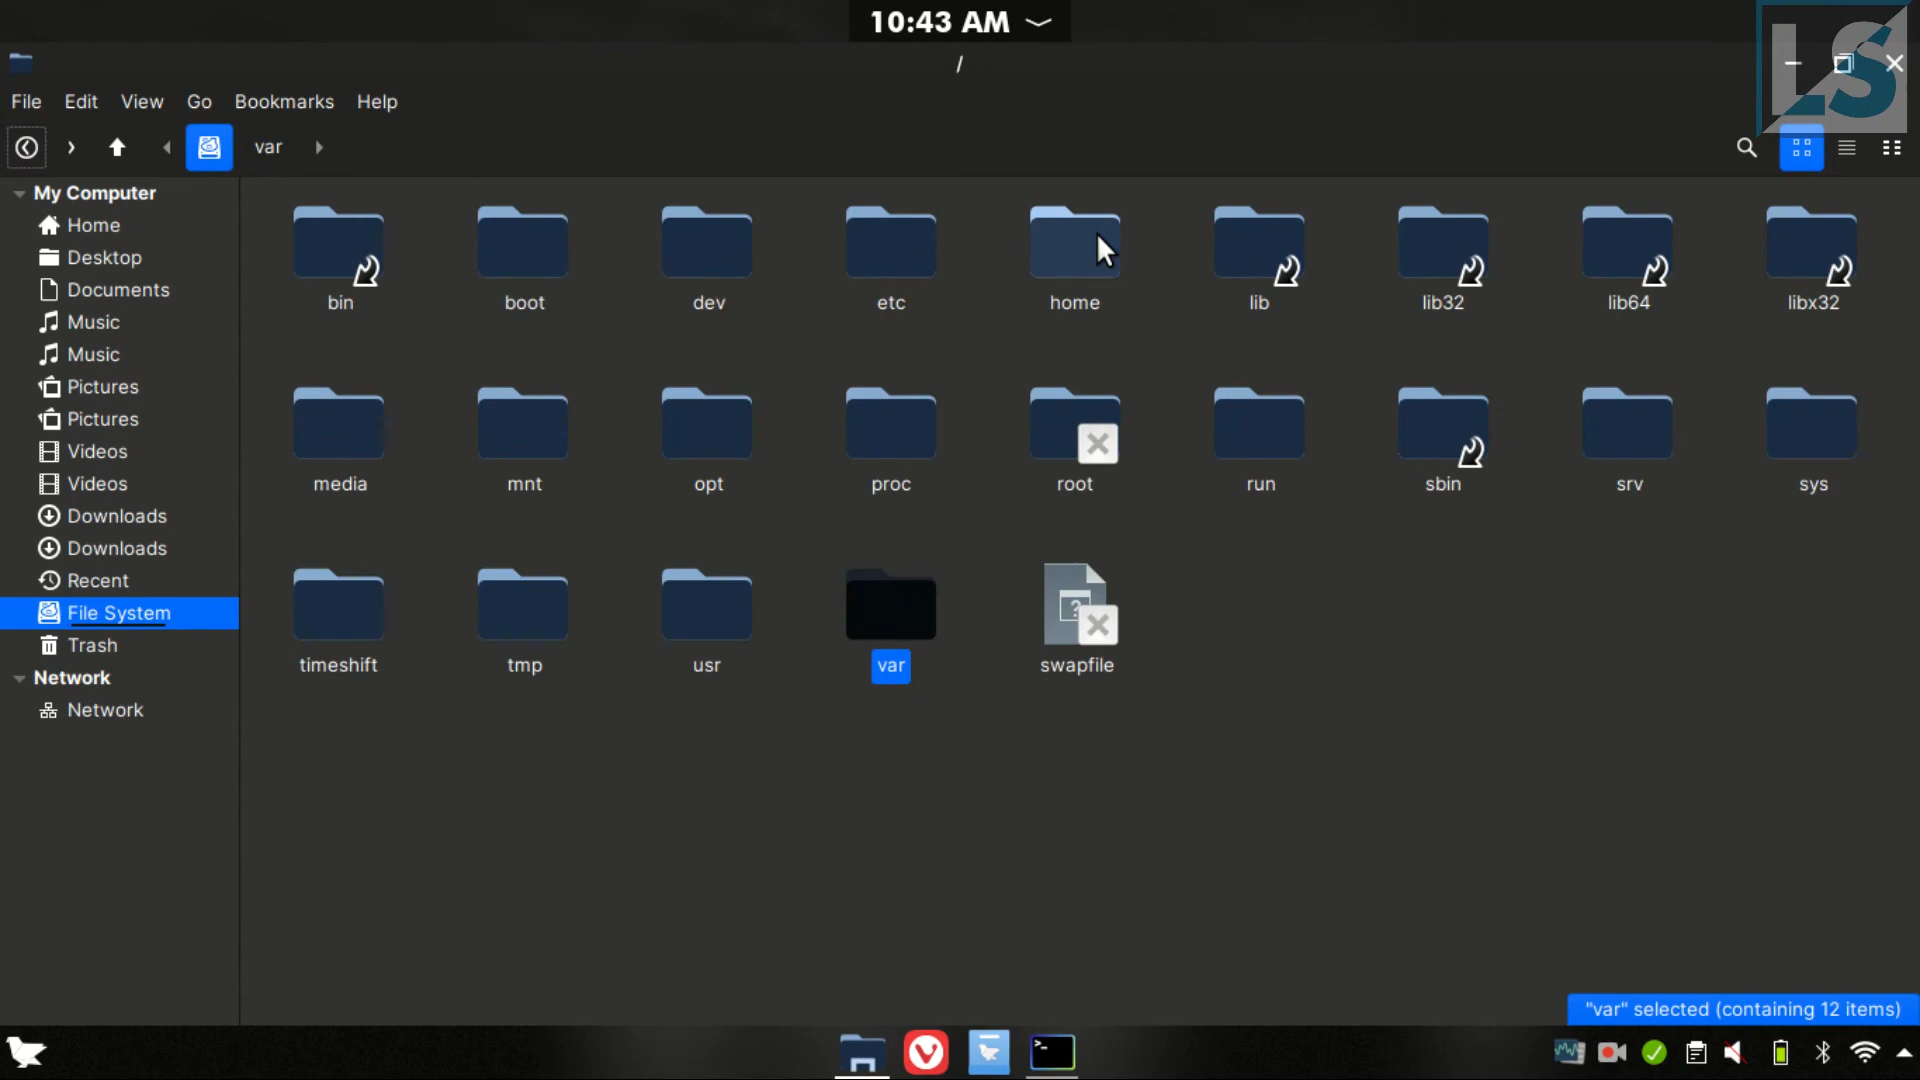 10:43 AM
/
LS
File Edit View Go Bookmarks Help
var
My Computer
Home
Desktop
Documents
Music
Music
Pictures
Pictures
Videos
Videos
Downloads
Downloads
Recent
File System
Trash
Network
Network
bin boot dev etc home lib lib32 lib64 libx32
media mnt opt proc root run sbin srv sys
timeshift tmp usr var swapfile
"var" selected (containing 12 items)